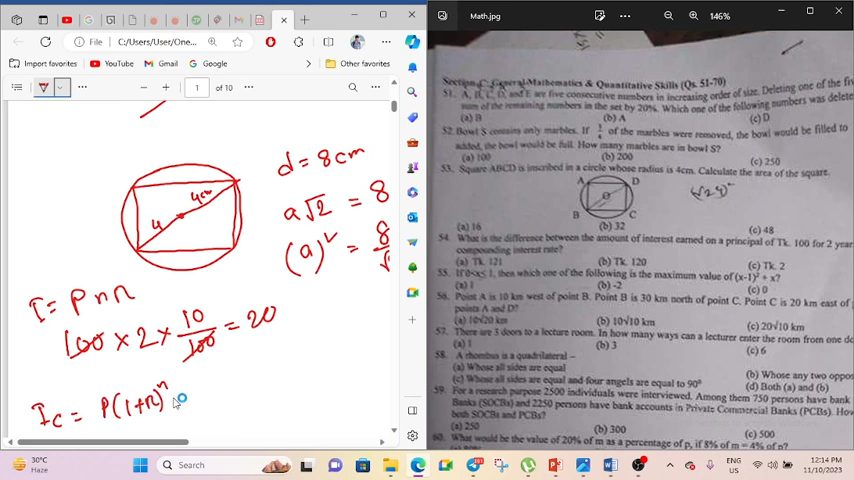 Math.jpg
146%
File
C:/Users/User/One...
Import favourites
Gmail
YouTube
Maps
Google
Other favourites
1 of 10
d = 8cm
4cm
4
a√2 = 8
(a)² = 8
I = Pnr
100 × 2 × 10/100 = 20
Ic = P(1+r)ⁿ
Section-C: General Mathematics & Quantitative Skills (Qs. 51-70)
51. A, B, C, D, and E are five consecutive numbers in increasing order of size. Deleting one of the five
sum of the remaining numbers in the set by 20%. Which one of the following numbers was delete
(a) B (b) A (c) D
52. Bowl S contains only marbles. If of the marbles were removed, the bowl would be filled to
added, the bowl would be full. How many marbles are in bowl S?
(a) 100 (b) 200 (c) 250
53. Square ABCD is inscribed in a circle whose radius is 4cm. Calculate the area of the square.
A D
B C
(a) 16 (b) 32 (c) 48
54. What is the difference between the amount of interest earned on a principal of Tk. 100 for 2 year
compounding interest rate?
(a) Tk. 121 (b) Tk. 120 (c) Tk. 2
55. If 0<x≤1, then which one of the following is the maximum value of (x-1)² + x?
(a) 1 (b) -2 (c) 0
56. Point A is 10 km west of point B. Point B is 30 km north of point C. Point C is 20 km east of
points A and D?
(a) 10√20 km (b) 10√10 km (c) 20√10 km
57. There are 3 doors to a lecture room. In how many ways can a lecturer enter the room from one do
(a) 1 (b) 3 (c) 6
58. A rhombus is a quadrilateral -
(a) Whose all sides are equal (b) Whose any two oppos
(c) Whose all sides are equal and four angles are equal to 90° (d) Both (a) and (b)
59. For a research purpose 2500 individuals were interviewed. Among them 750 persons have bank
Banks (SOCBs) and 2250 persons have bank accounts in Private Commercial Banks (PCBs). How
both SOCBs and PCBs?
(a) 250 (b) 300 (c) 500
60. What would be the value of 20% of m as a percentage of p, if 8% of m = 4% of p?
30°C
Haze
Search
ENG
US
12:14 PM
11/10/2023